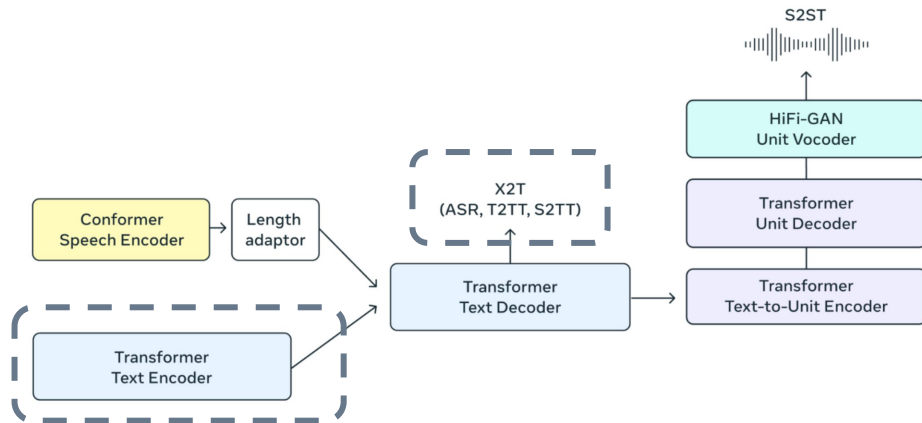 S2ST
HiFi-GAN
Unit Vocoder
X2T
(ASR, T2TT, S2TT)
Transformer
Unit Decoder
Conformer
Speech Encoder
Length
adaptor
Transformer
Text Decoder
Transformer
Text-to-Unit Encoder
Transformer
Text Encoder